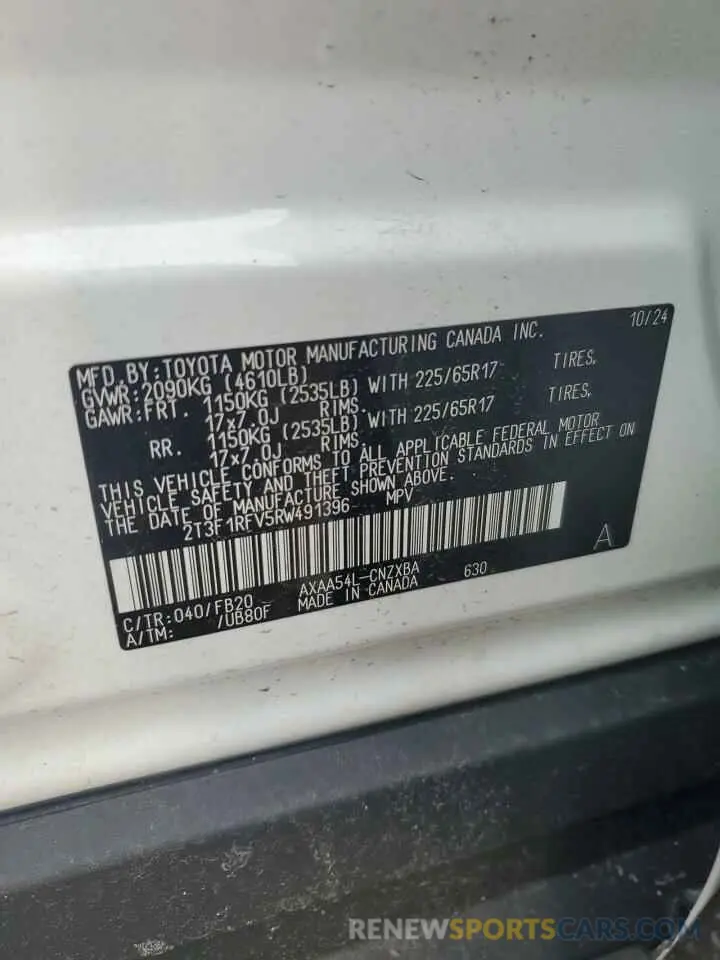 MFD. BY: TOYOTA MOTOR MANUFACTURING CANADA INC. 10/24
GVWR: 2090KG (4610LB)
GAWR: FRT. 1150KG (2535LB) WITH 225/65R17 TIRES,
17x7.0J RIMS.
RR. 1150KG (2535LB) WITH 225/65R17 TIRES,
17x7.0J RIMS.
THIS VEHICLE CONFORMS TO ALL APPLICABLE FEDERAL MOTOR
VEHICLE SAFETY AND THEFT PREVENTION STANDARDS IN EFFECT ON
THE DATE OF MANUFACTURE SHOWN ABOVE.
2T3F1RFV5RW491396 MPV
A
C/TR: 040/FB20 AXAA54L-CNZXBA 630
A/TM: /UB80F MADE IN CANADA
RENEWSPORTSCARS.COM